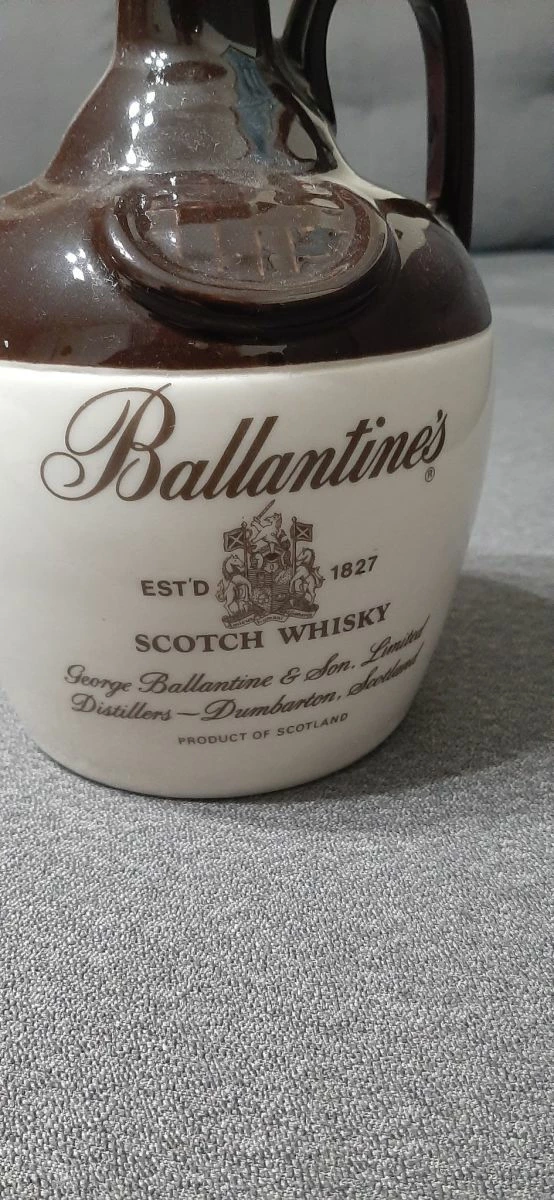 Ballantine's®
EST'D 1827
SCOTCH WHISKY
George Ballantine & Son. Limited
Distillers — Dumbarton, Scotland
PRODUCT OF SCOTLAND